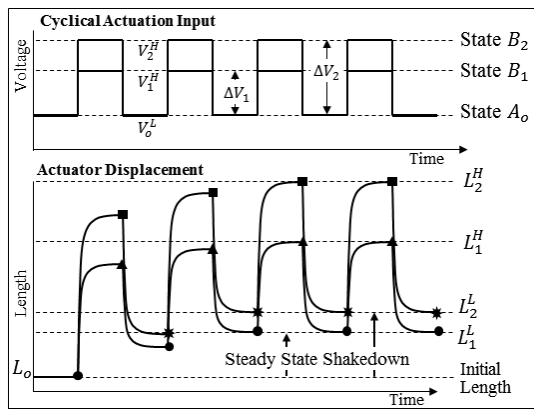 Cyclical Actuation Input
Voltage
V₂ᴴ
V₁ᴴ
Vₒᴸ
ΔV₁
ΔV₂
State B₂
State B₁
State Aₒ
Time
Actuator Displacement
Length
Lₒ
L₂ᴴ
L₁ᴴ
L₂ᴸ
L₁ᴸ
Steady State Shakedown
Initial
Length
Time